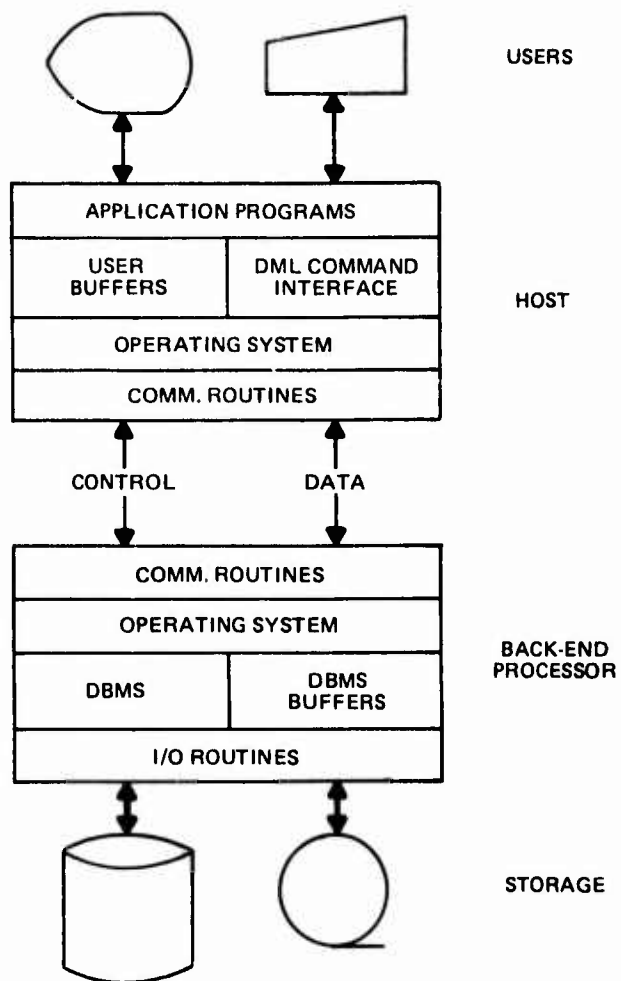 USERS
APPLICATION PROGRAMS
USER
BUFFERS
DML COMMAND
INTERFACE
HOST
OPERATING SYSTEM
COMM. ROUTINES
CONTROL
DATA
COMM. ROUTINES
OPERATING SYSTEM
DBMS
DBMS
BUFFERS
BACK-END
PROCESSOR
I/O ROUTINES
STORAGE